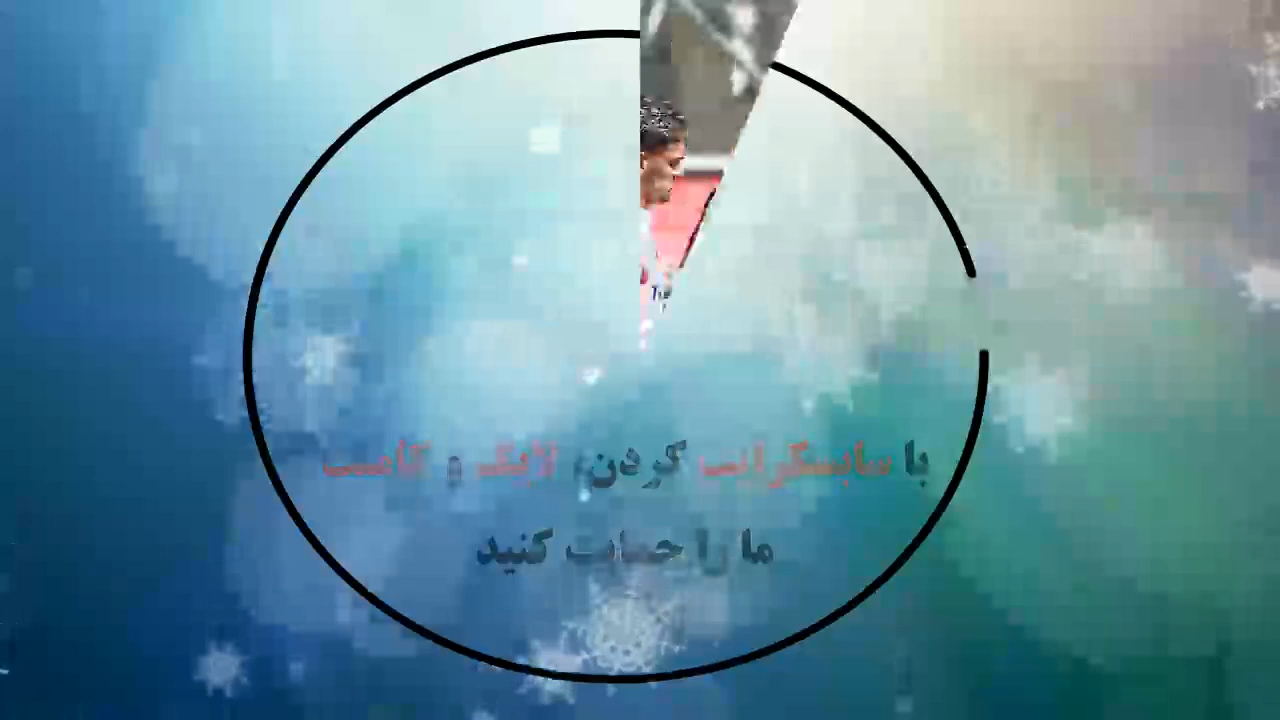 با سابسکرایب کردن، لایک و کامنت
ما را حمایت کنید